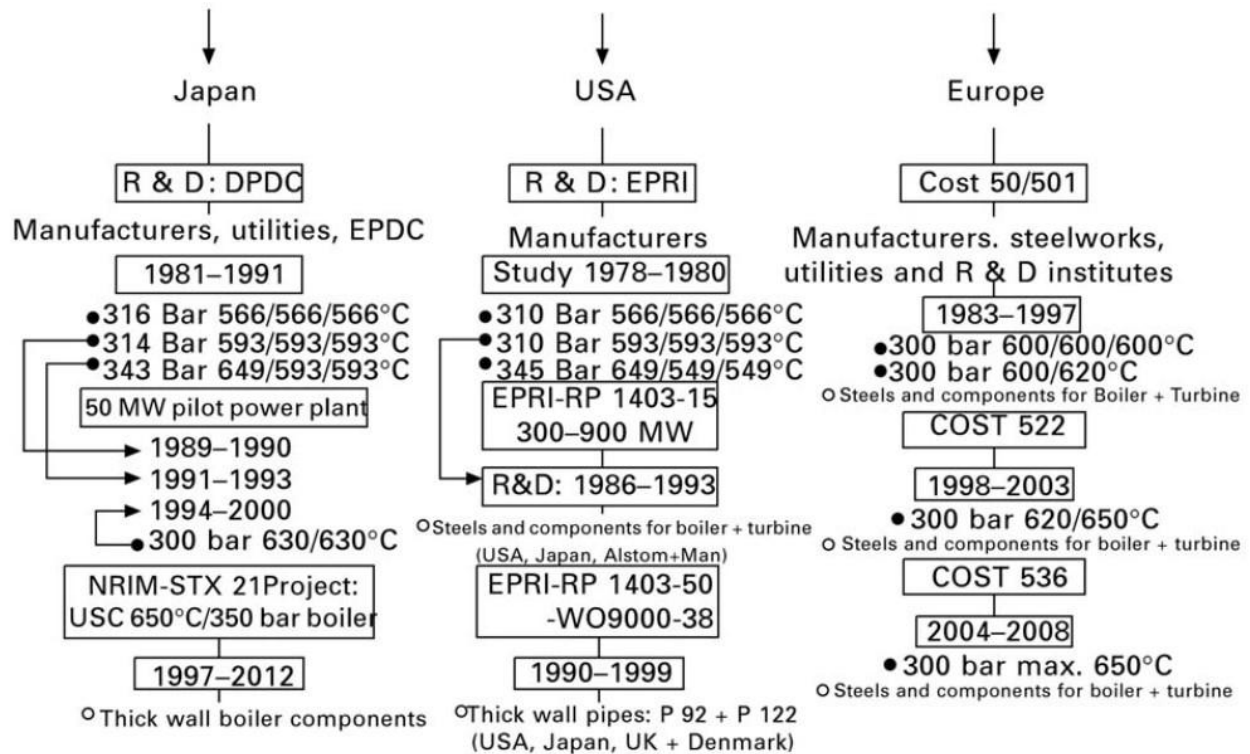 Japan
R & D: DPDC
Manufacturers, utilities, EPDC
1981–1991
316 Bar 566/566/566°C
314 Bar 593/593/593°C
343 Bar 649/593/593°C
50 MW pilot power plant
1989–1990
1991–1993
1994–2000
300 bar 630/630°C
NRIM-STX 21Project:
USC 650°C/350 bar boiler
1997–2012
Thick wall boiler components
USA
R & D: EPRI
Manufacturers
Study 1978–1980
310 Bar 566/566/566°C
310 Bar 593/593/593°C
345 Bar 649/549/549°C
EPRI-RP 1403-15
300–900 MW
R&D: 1986–1993
Steels and components for boiler + turbine
(USA, Japan, Alstom+Man)
EPRI-RP 1403-50
-WO9000-38
1990–1999
Thick wall pipes: P 92 + P 122
(USA, Japan, UK + Denmark)
Europe
Cost 50/501
Manufacturers. steelworks,
utilities and R & D institutes
1983–1997
300 bar 600/600/600°C
300 bar 600/620°C
Steels and components for Boiler + Turbine
COST 522
1998–2003
300 bar 620/650°C
Steels and components for boiler + turbine
COST 536
2004–2008
300 bar max. 650°C
Steels and components for boiler + turbine